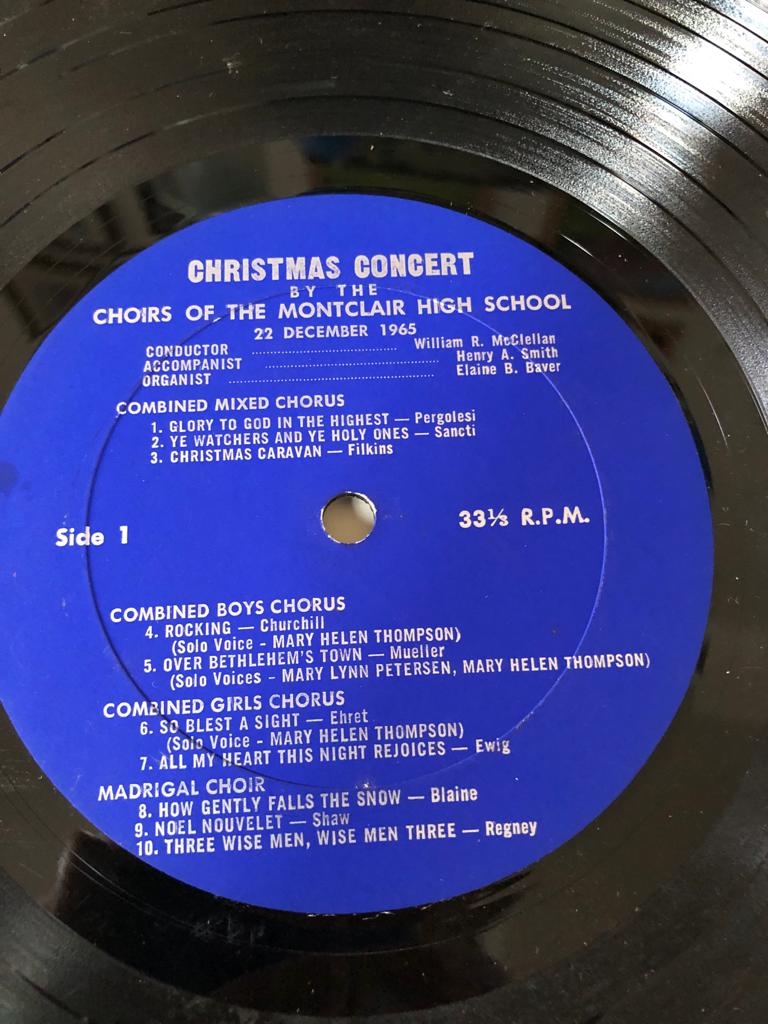 CHRISTMAS CONCERT
BY THE
CHOIRS OF THE MONTCLAIR HIGH SCHOOL
22 DECEMBER 1965
CONDUCTOR ........ William R. McClellan
ACCOMPANIST ........ Henry A. Smith
ORGANIST ........ Elaine B. Baver
COMBINED MIXED CHORUS
1. GLORY TO GOD IN THE HIGHEST — Pergolesi
2. YE WATCHERS AND YE HOLY ONES — Sancti
3. CHRISTMAS CARAVAN — Filkins
Side 1 33⅓ R.P.M.
COMBINED BOYS CHORUS
4. ROCKING — Churchill
(Solo Voice - MARY HELEN THOMPSON)
5. OVER BETHLEHEM'S TOWN — Mueller
(Solo Voices - MARY LYNN PETERSEN, MARY HELEN THOMPSON)
COMBINED GIRLS CHORUS
6. SO BLEST A SIGHT — Ehret
(Solo Voice - MARY HELEN THOMPSON)
7. ALL MY HEART THIS NIGHT REJOICES — Ewig
MADRIGAL CHOIR
8. HOW GENTLY FALLS THE SNOW — Blaine
9. NOEL NOUVELET — Shaw
10. THREE WISE MEN, WISE MEN THREE — Regney